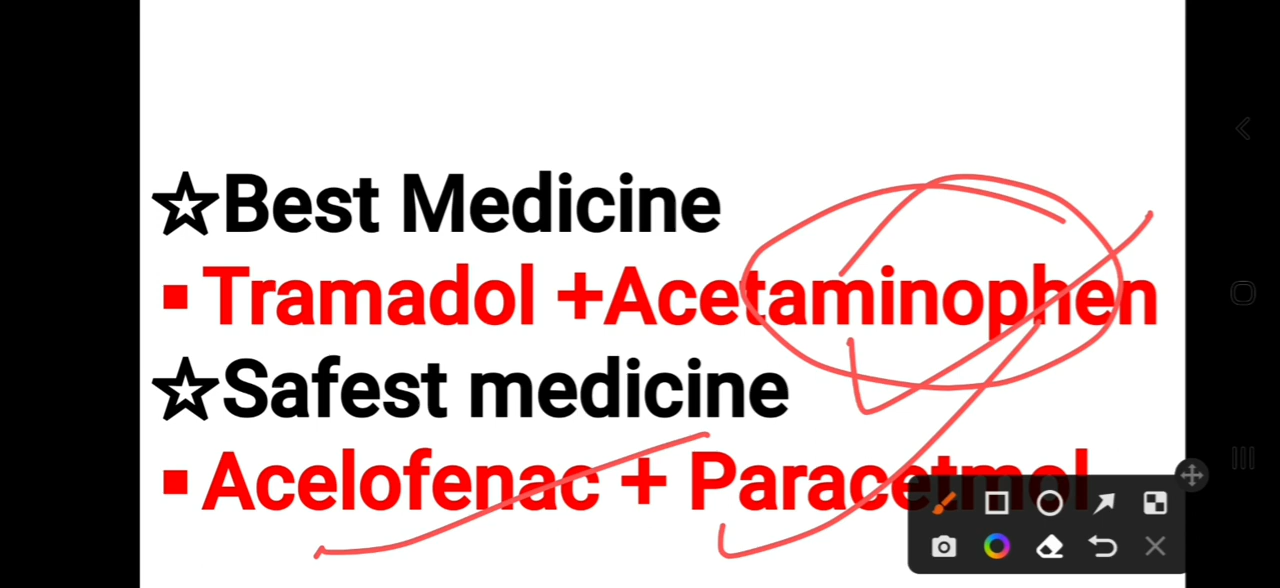 ☆Best Medicine
▪Tramadol +Acetaminophen
☆Safest medicine
▪Acelofenac + Paracetmol